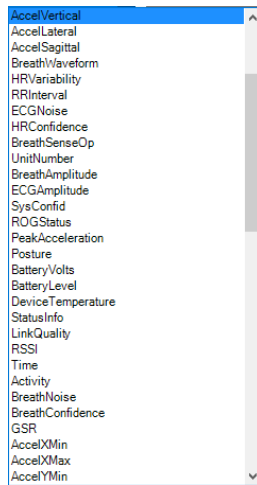 AccelVertical
AccelLateral
AccelSagittal
BreathWaveform
HRVariability
RRInterval
ECGNoise
HRConfidence
BreathSenseOp
UnitNumber
BreathAmplitude
ECGAmplitude
SysConfid
ROGStatus
PeakAcceleration
Posture
BatteryVolts
BatteryLevel
DeviceTemperature
StatusInfo
LinkQuality
RSSI
Time
Activity
BreathNoise
BreathConfidence
GSR
AccelXMin
AccelXMax
AccelYMin